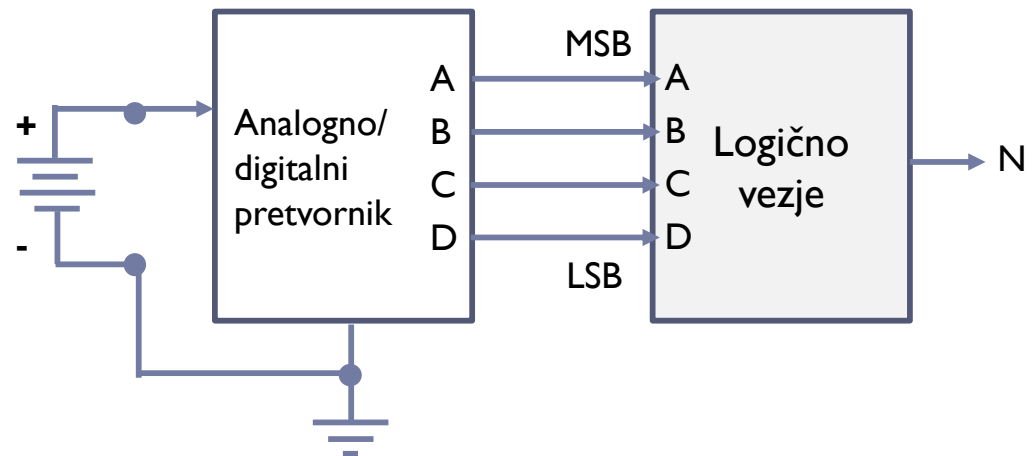 +
-
Analogno/
digitalni
pretvornik
A
B
C
D
MSB
LSB
A
B
C
D
Logično
vezje
N